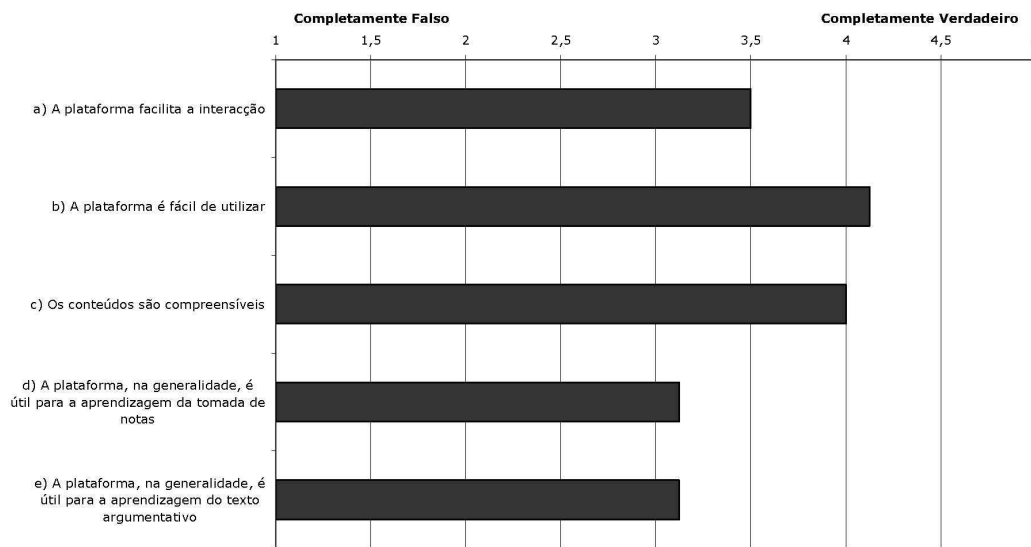 Completamente Falso Completamente Verdadeiro
1 1,5 2 2,5 3 3,5 4 4,5
a) A plataforma facilita a interacção
b) A plataforma é fácil de utilizar
c) Os conteúdos são compreensíveis
d) A plataforma, na generalidade, é
útil para a aprendizagem da tomada de
notas
e) A plataforma, na generalidade, é
útil para a aprendizagem do texto
argumentativo